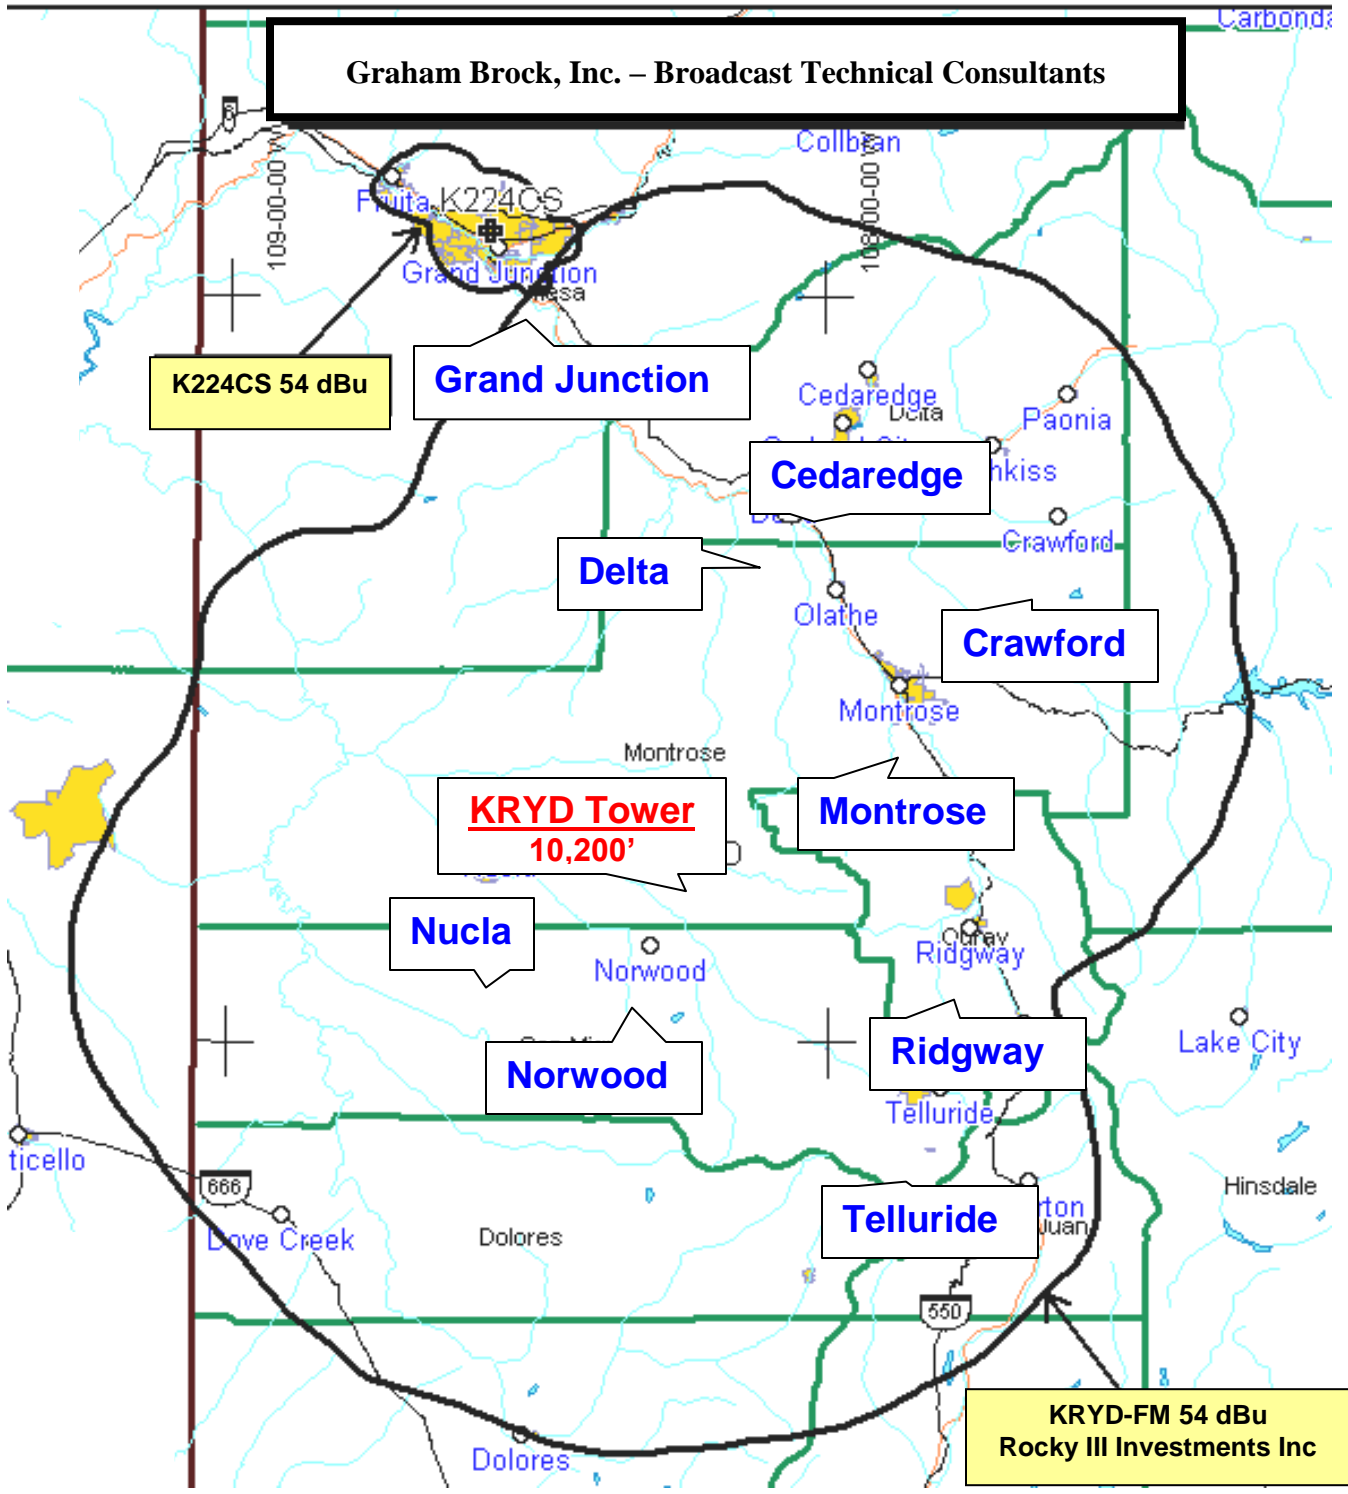 Carbonda
Graham Brock, Inc. – Broadcast Technical Consultants
Collbran
109-00-00 W
108-00-00 W
Fruita
K224CS
Grand Junction
Mesa
K224CS 54 dBu
Grand Junction
Cedaredge
Delta
Paonia
hkiss
Cedaredge
Crawford
Delta
Olathe
Crawford
Montrose
Montrose
KRYD Tower
10,200’
Montrose
Nucla
Ouray
Ridgway
Norwood
Lake City
Ridgway
Norwood
Telluride
ticello
666
Hinsdale
Telluride
rton
Juan
Dove Creek
Dolores
550
KRYD-FM 54 dBu
Rocky III Investments Inc
Dolores